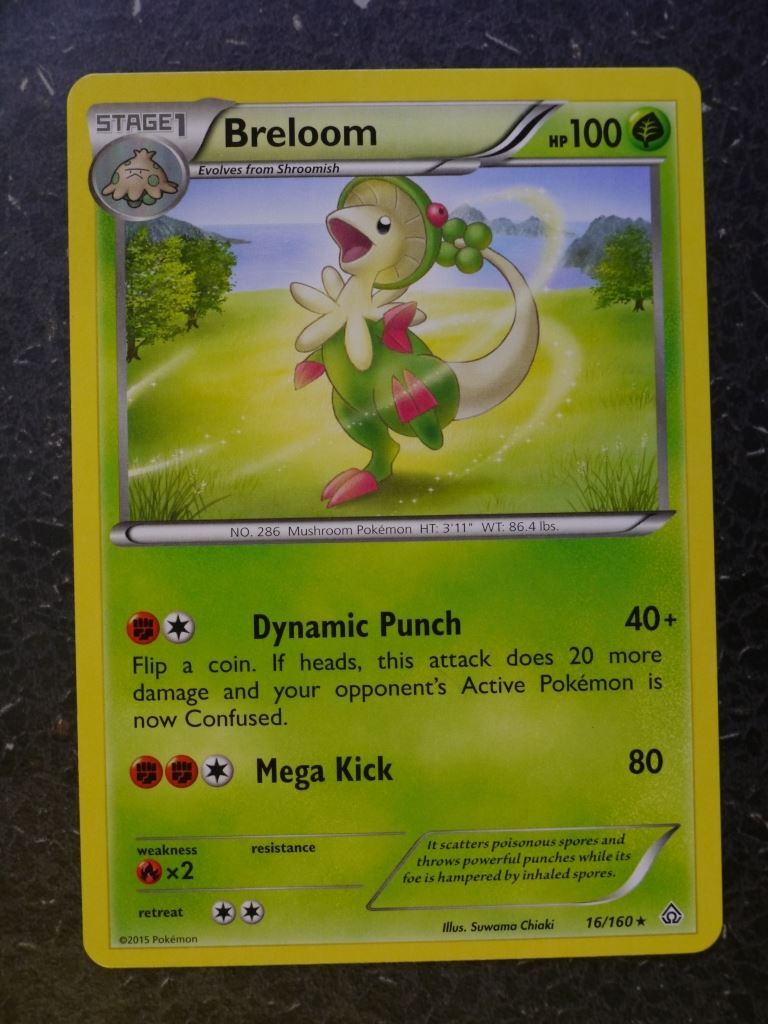 STAGE1 Breloom HP100
Evolves from Shroomish
NO. 286 Mushroom Pokémon HT: 3'11" WT: 86.4 lbs.
Dynamic Punch 40+
Flip a coin. If heads, this attack does 20 more
damage and your opponent's Active Pokémon is
now Confused.
Mega Kick 80
weakness resistance
×2
It scatters poisonous spores and
throws powerful punches while its
foe is hampered by inhaled spores.
retreat
Illus. Suwama Chiaki 16/160 ★
©2015 Pokémon